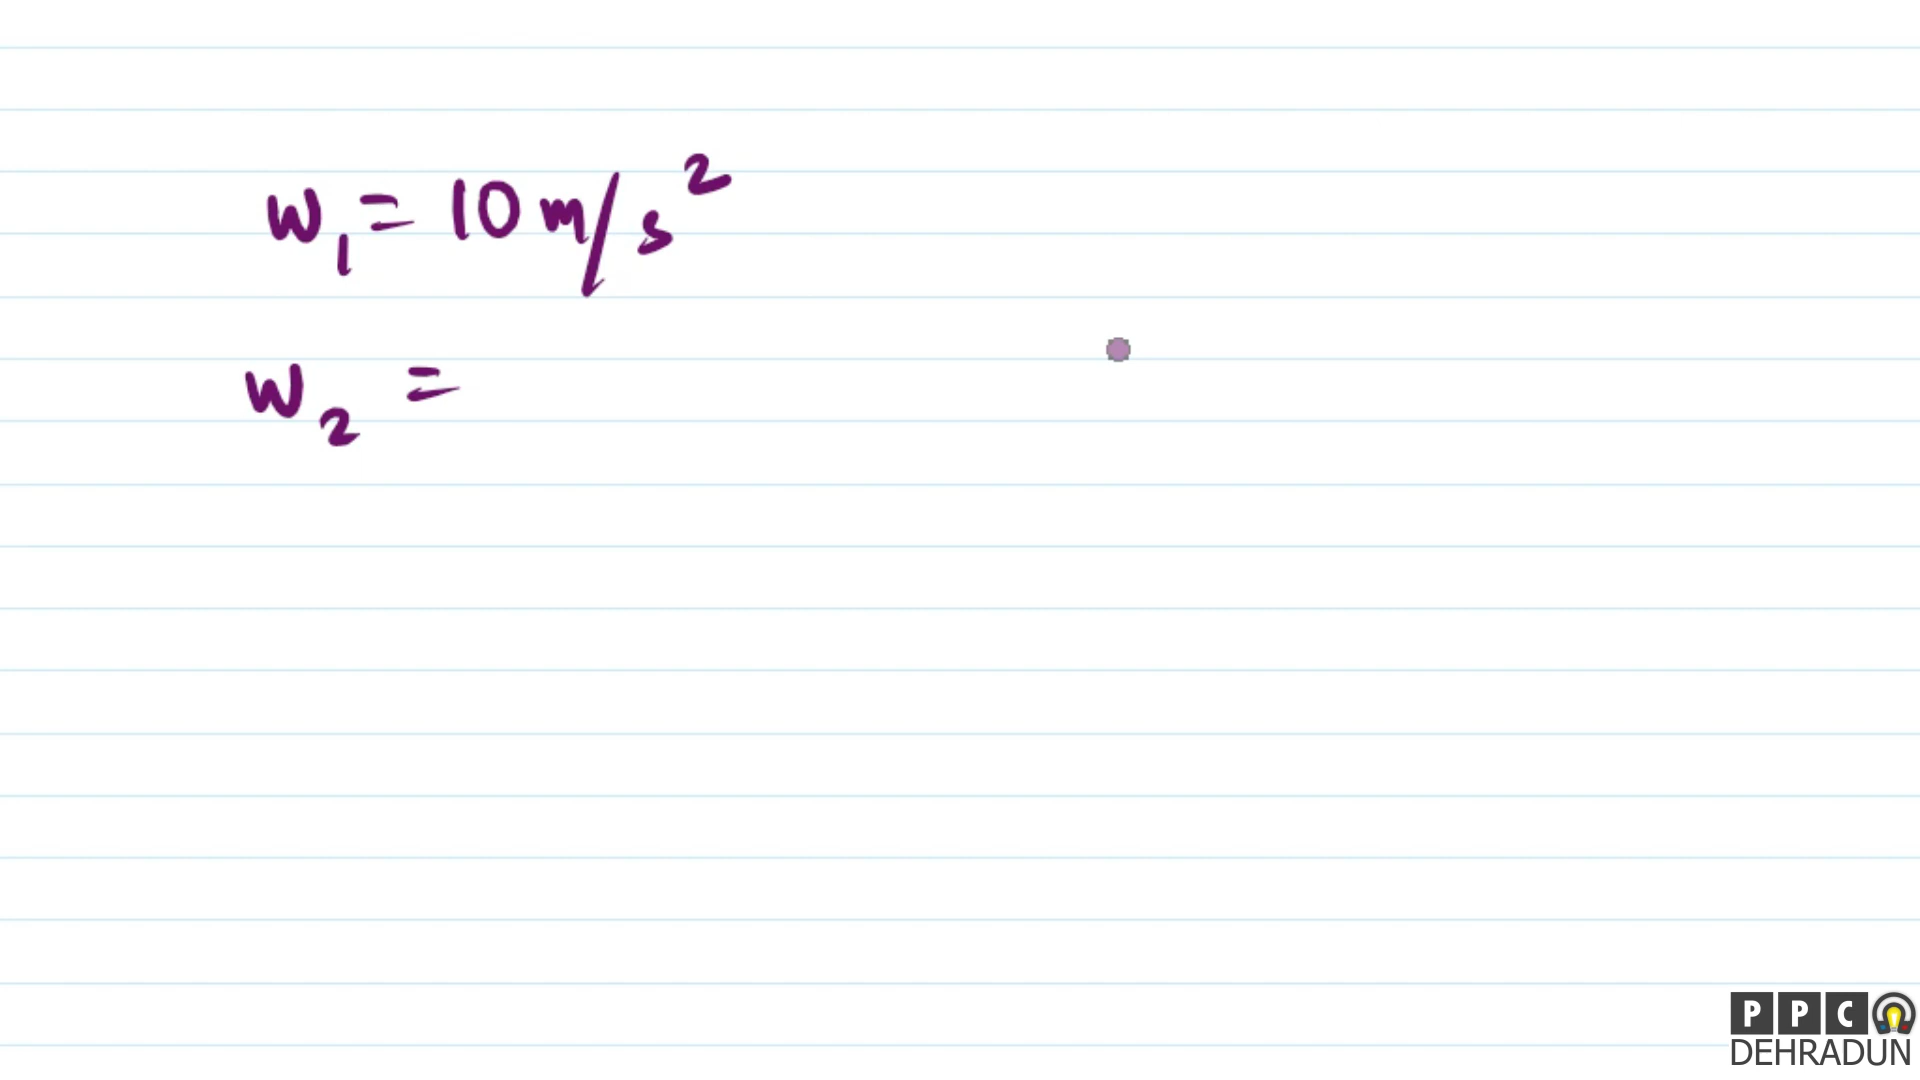 w₁ = 10 m/s²
w₂ =
PPC
DEHRADUN